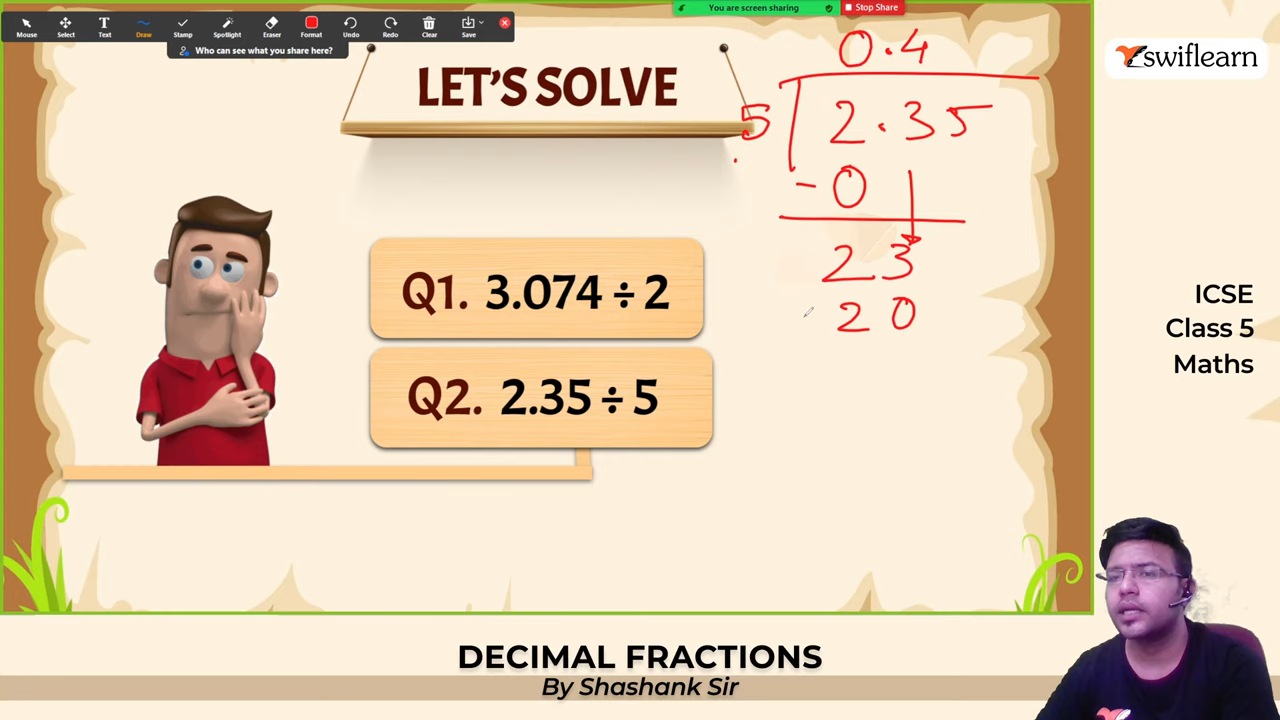 You are screen sharing
Stop Share
Mouse
Select
Text
Draw
Stamp
Spotlight
Eraser
Format
Undo
Redo
Clear
Save
Who can see what you share here?
swiflearn
LET'S SOLVE
0.4
5 2.35
- 0
23
20
Q1. 3.074 ÷ 2
Q2. 2.35 ÷ 5
ICSE
Class 5
Maths
DECIMAL FRACTIONS
By Shashank Sir